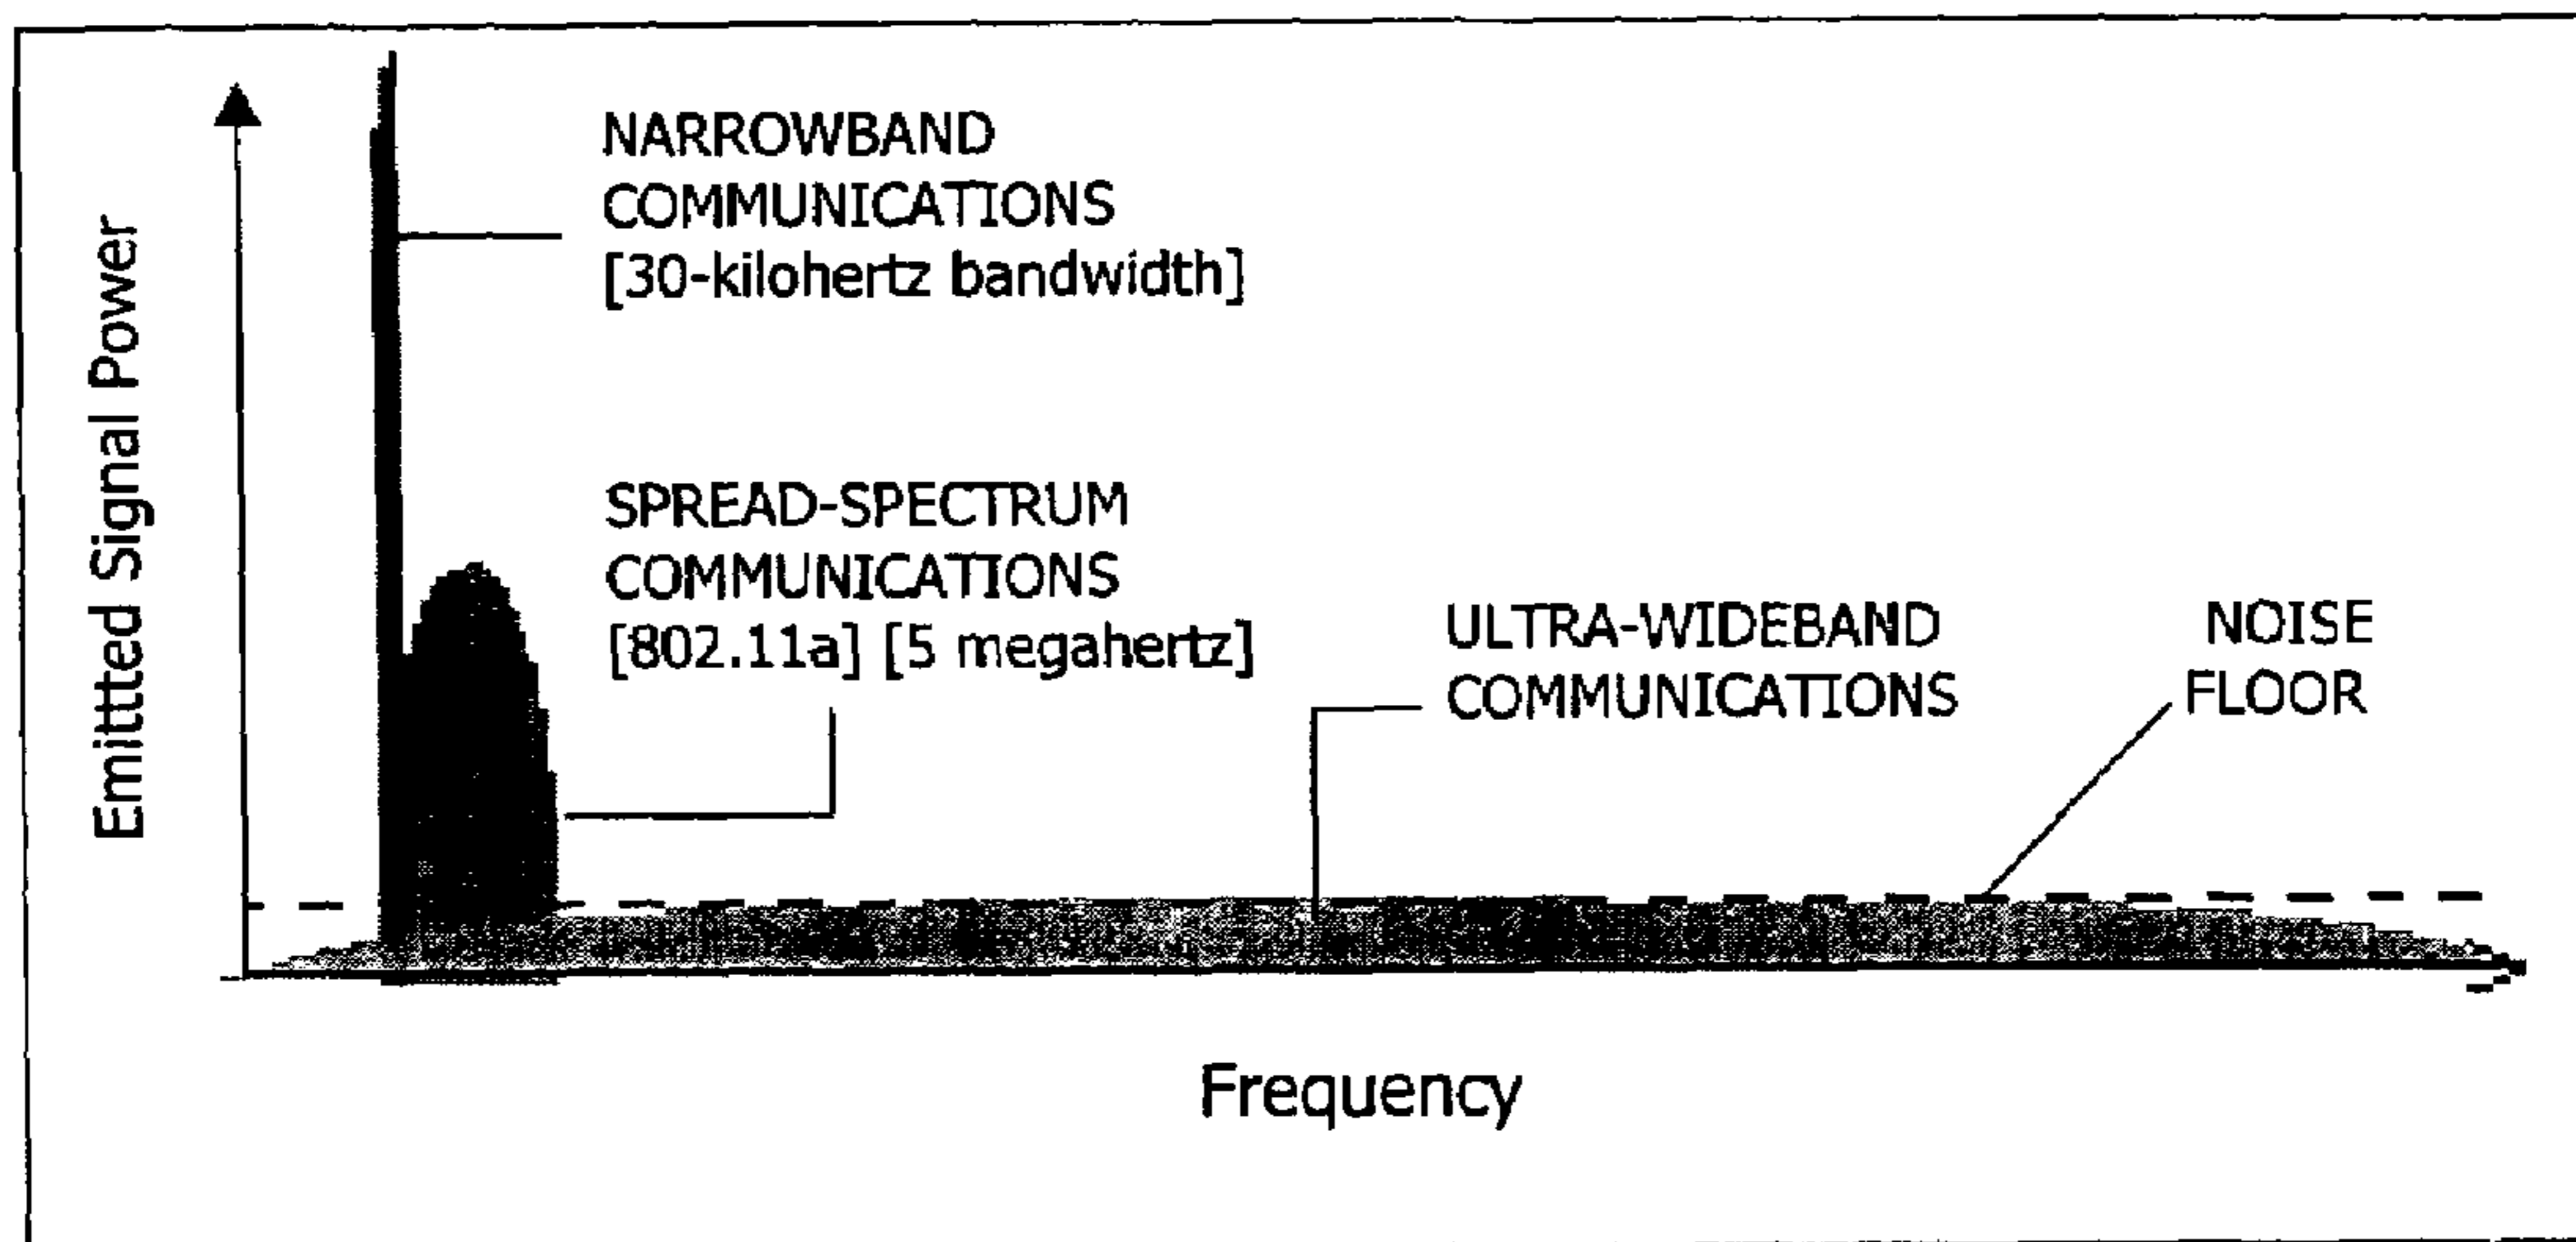 NARROWBAND
COMMUNICATIONS
[30-kilohertz bandwidth]
Emittted Signal Power
SPREAD-SPECTRUM
COMMUNICATIONS
[802.11a] [5 megahertz]
ULTRA-WIDEBAND
COMMUNICATIONS
NOISE
FLOOR
Frequency